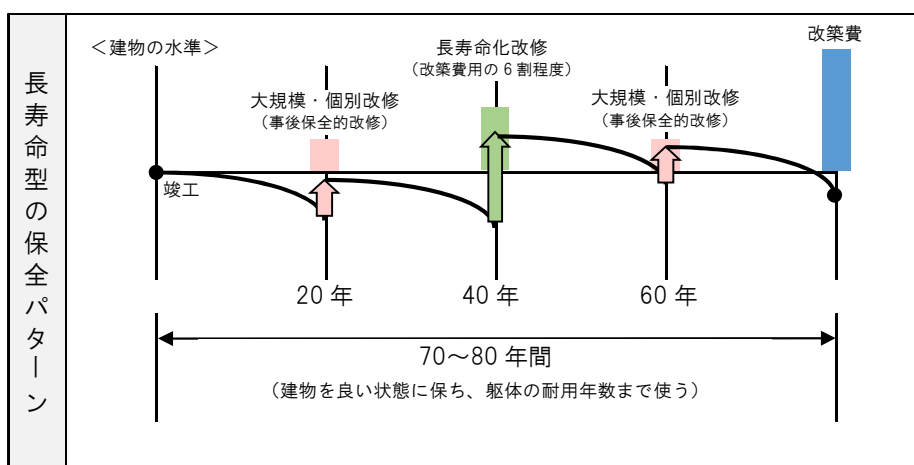 長寿命型の保全パターン
＜建物の水準＞
長寿命化改修
（改築費用の6割程度）
改築費
大規模・個別改修
（事後保全的改修）
大規模・個別改修
（事後保全的改修）
竣工
20年
40年
60年
70～80年間
（建物を良い状態に保ち、躯体の耐用年数まで使う）